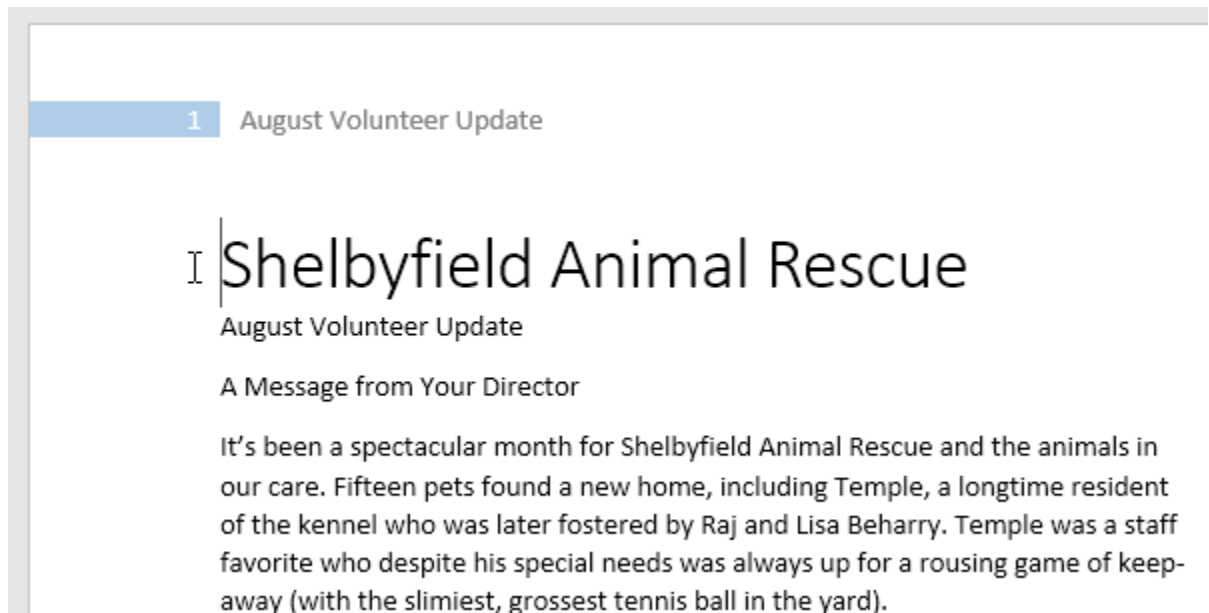 1 August Volunteer Update
Shelbyfield Animal Rescue
August Volunteer Update
A Message from Your Director
It’s been a spectacular month for Shelbyfield Animal Rescue and the animals in
our care. Fifteen pets found a new home, including Temple, a longtime resident
of the kennel who was later fostered by Raj and Lisa Beharry. Temple was a staff
favorite who despite his special needs was always up for a rousing game of keep-
away (with the slimiest, grossest tennis ball in the yard).